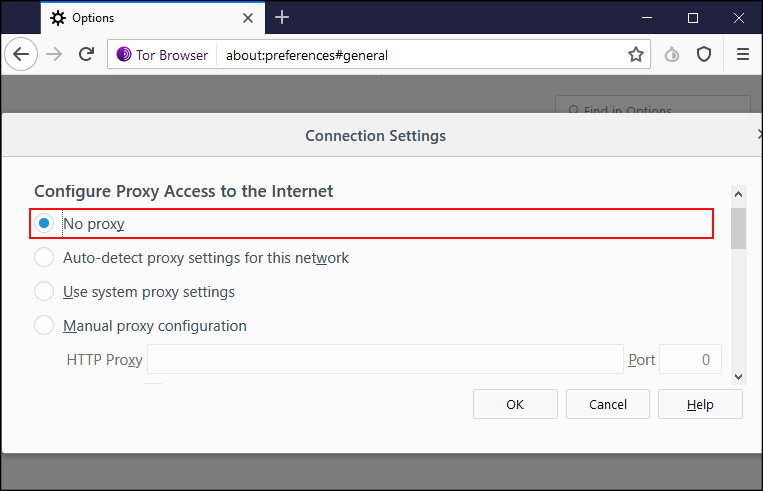 Options
Tor Browser about:preferences#general
Find in Options
Connection Settings
Configure Proxy Access to the Internet
No proxy
Auto-detect proxy settings for this network
Use system proxy settings
Manual proxy configuration
HTTP Proxy Port 0
OK Cancel Help